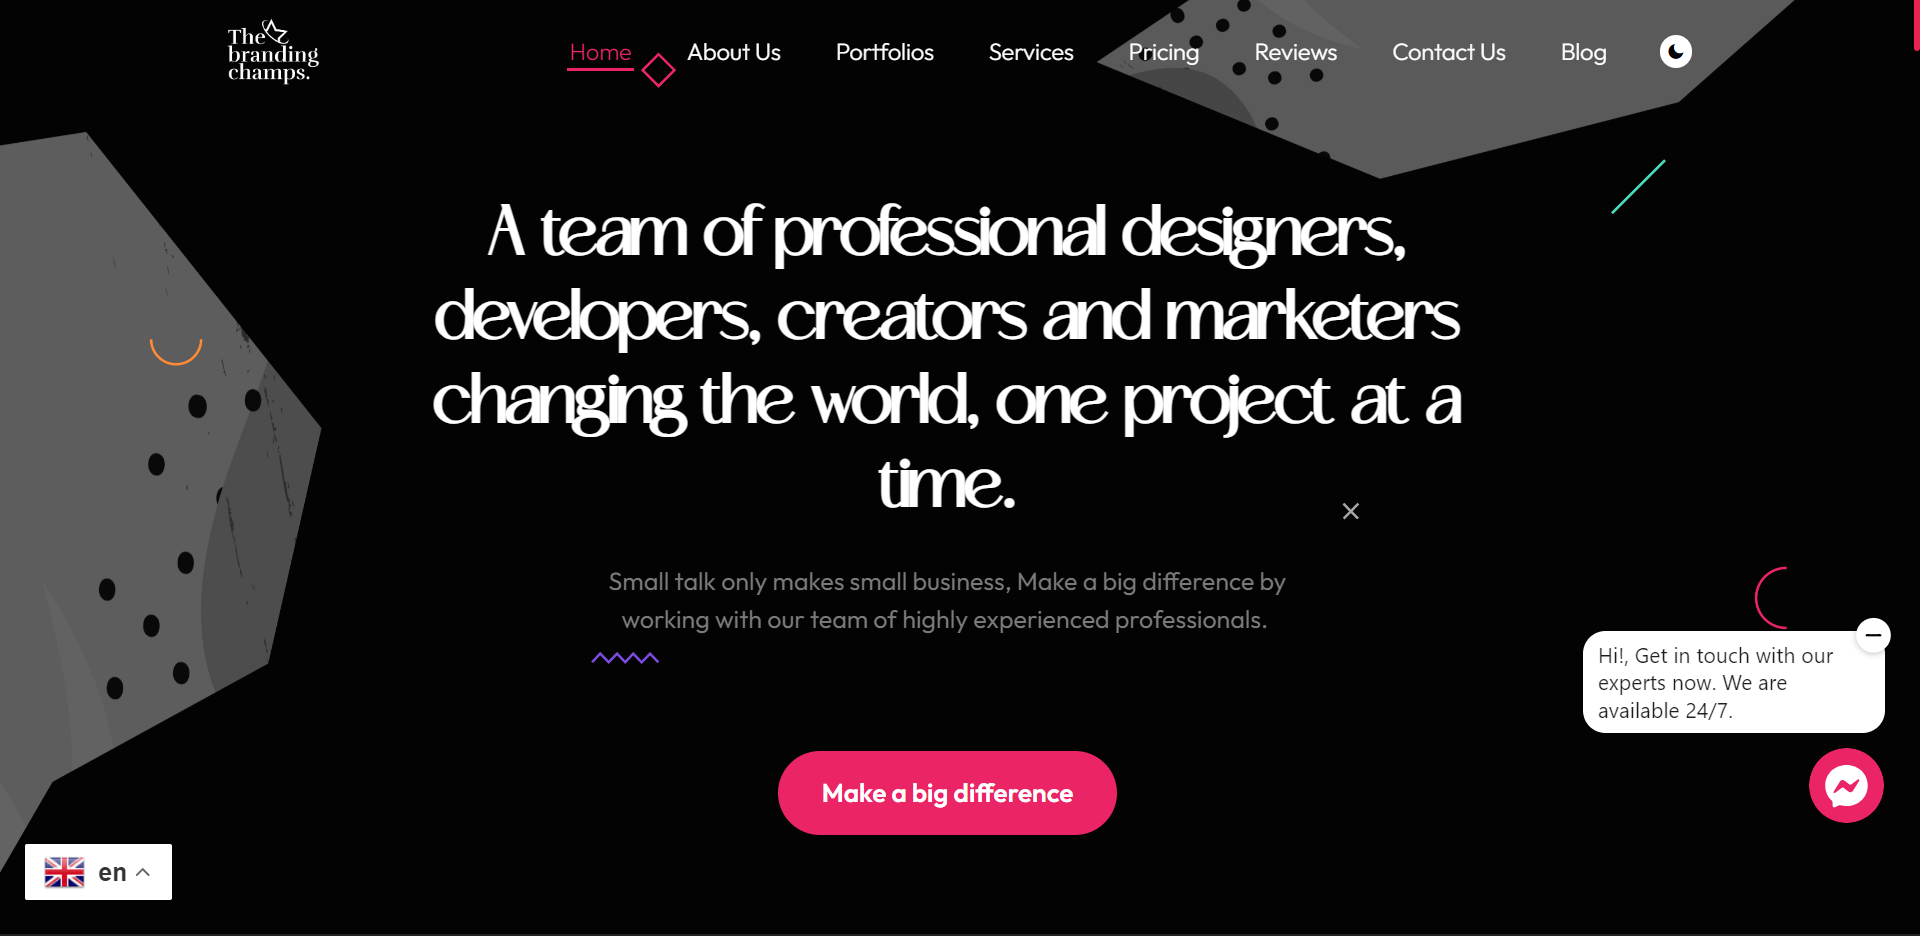 The
branding
champs.
Home
About Us
Portfolios
Services
Pricing
Reviews
Contact Us
Blog
A team of professional designers,
developers, creators and marketers
changing the world, one project at a
time.
Small talk only makes small business, Make a big difference by
working with our team of highly experienced professionals.
Hi!, Get in touch with our
experts now. We are
available 24/7.
Make a big difference
en